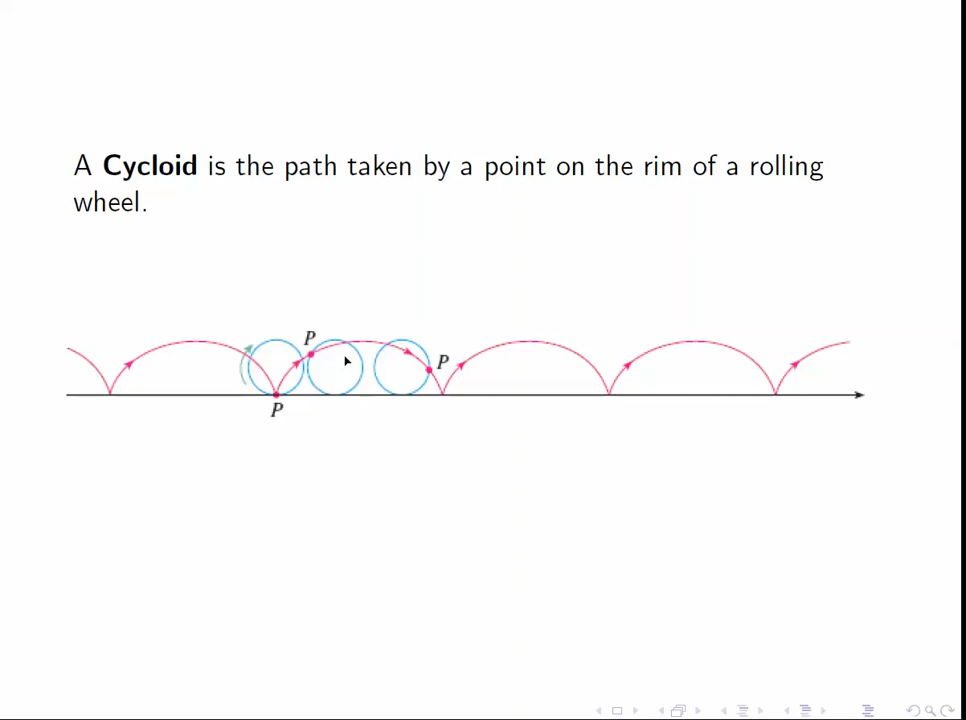 A Cycloid is the path taken by a point on the rim of a rolling
wheel.
P
P
P